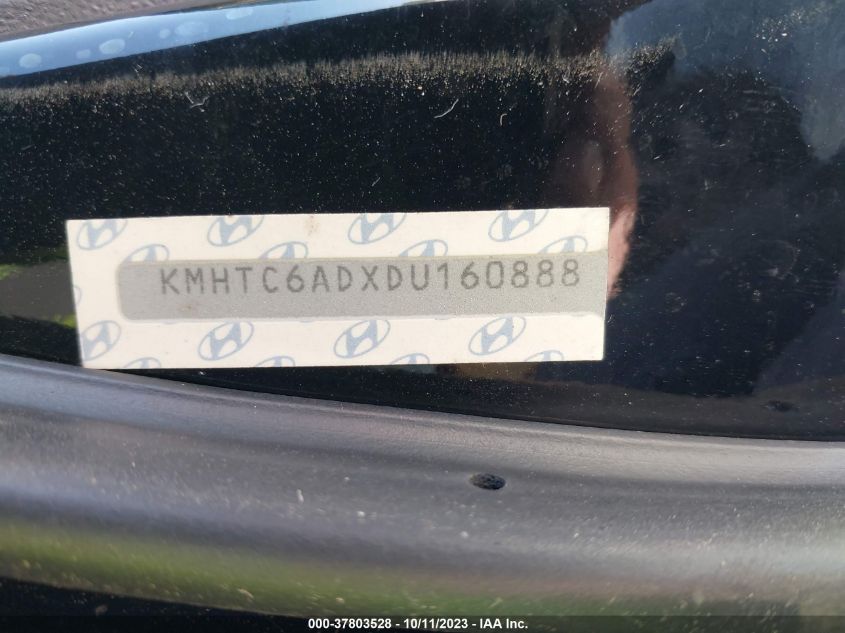 KMHTC6ADXDU160888
000-37803528 - 10/11/2023 - IAA Inc.